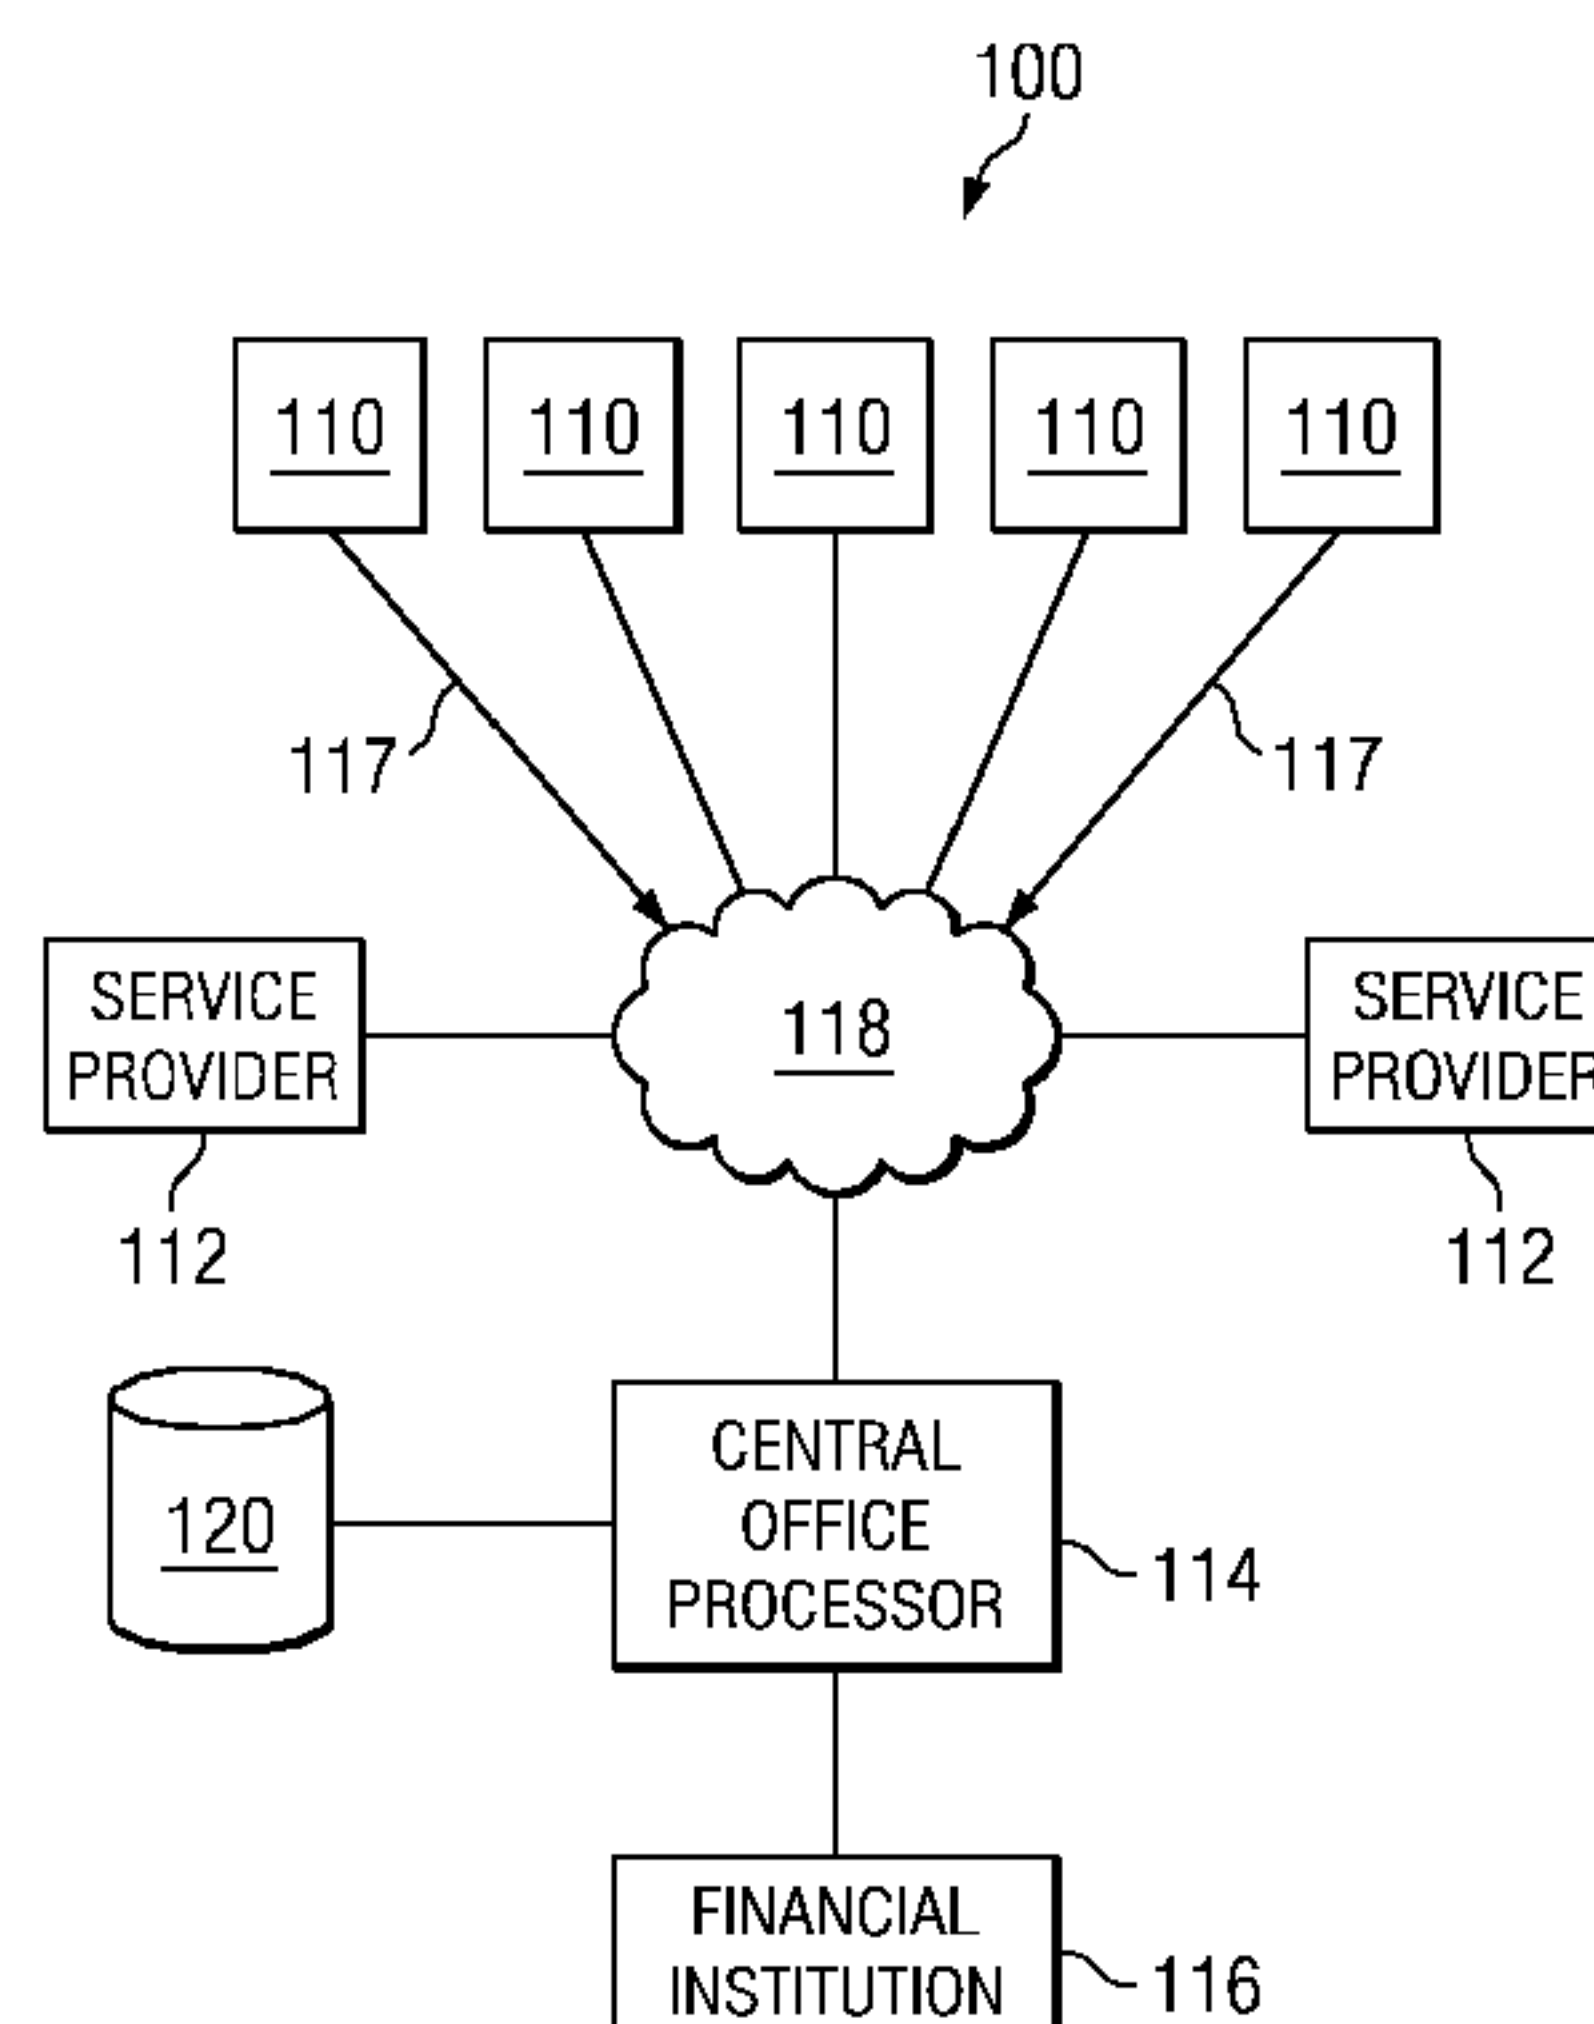 100
110 110 110 110 110
117 117
SERVICE
PROVIDER
118
SERVICE
PROVIDER
112 112
120
CENTRAL
OFFICE
PROCESSOR
114
FINANCIAL
INSTITUTION
116